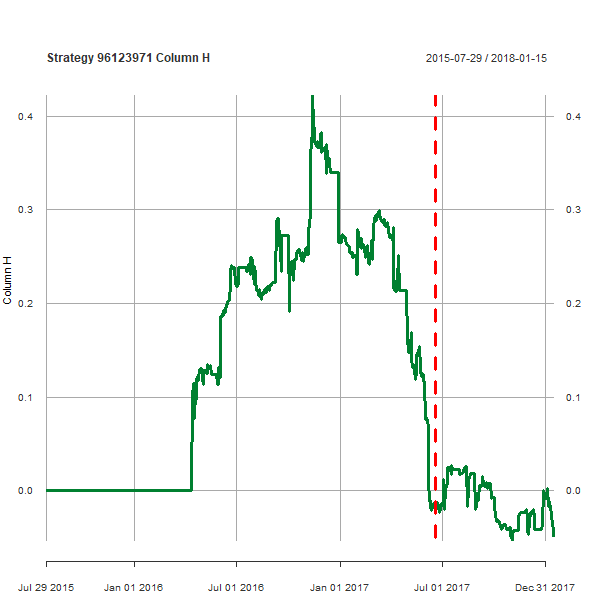 Strategy 96123971 Column H
2015-07-29 / 2018-01-15
0.4
0.4
0.3
0.3
Column H
0.2
0.2
0.1
0.1
0.0
0.0
Jul 29 2015
Jan 01 2016
Jul 01 2016
Jan 01 2017
Jul 01 2017
Dec 31 2017